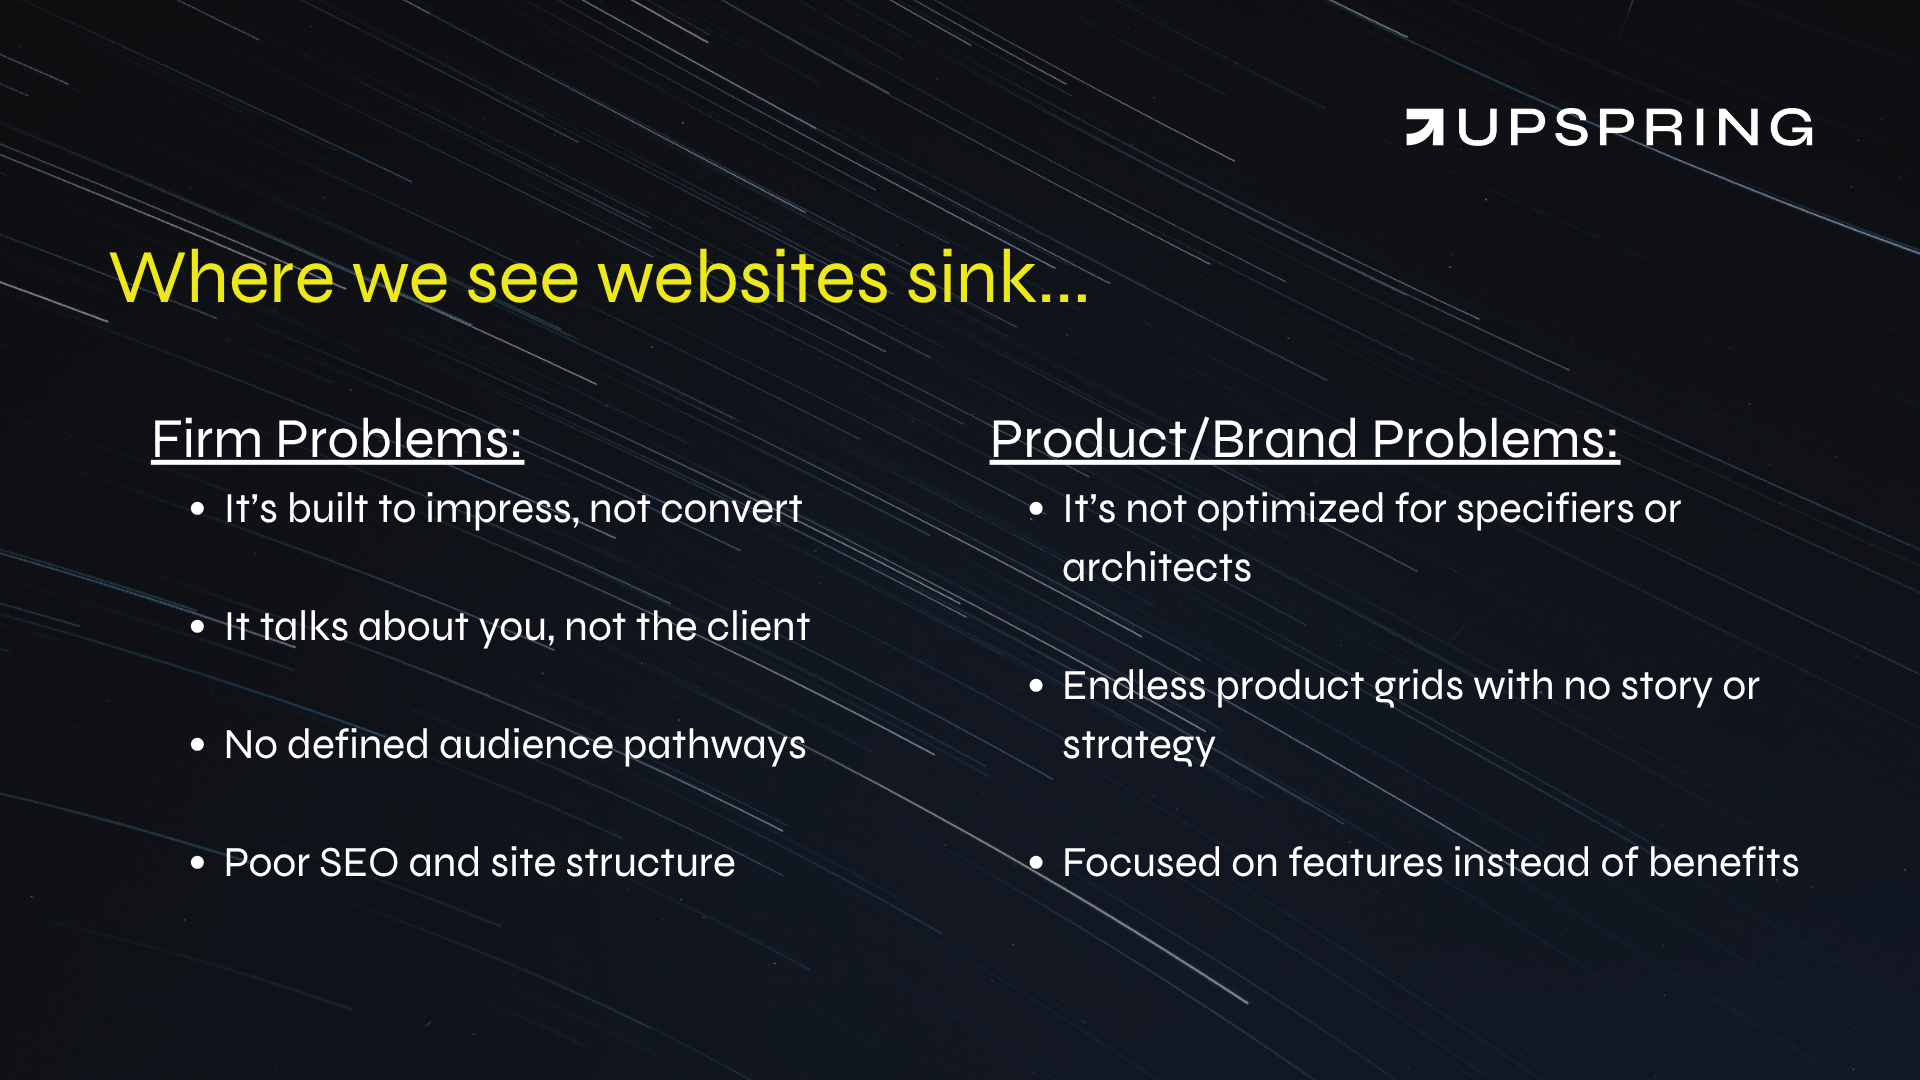 UPSPRING
Where we see websites sink...
Firm Problems:
• It’s built to impress, not convert
• It talks about you, not the client
• No defined audience pathways
• Poor SEO and site structure
Product/Brand Problems:
• It’s not optimized for specifiers or
architects
• Endless product grids with no story or
strategy
• Focused on features instead of benefits